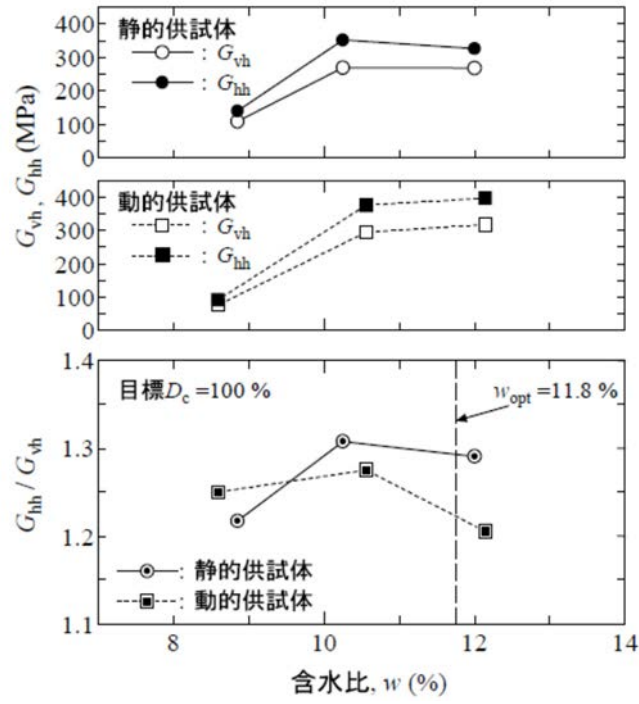 400
300
200
100
0
静的供試体
: Gvh
: Ghh
Gvh, Ghh (MPa)
400
300
200
100
0
動的供試体
: Gvh
: Ghh
1.4
1.3
1.2
1.1
Ghh / Gvh
目標Dc =100 %
wopt =11.8 %
: 静的供試体
: 動的供試体
8 10 12 14
含水比, w (%)